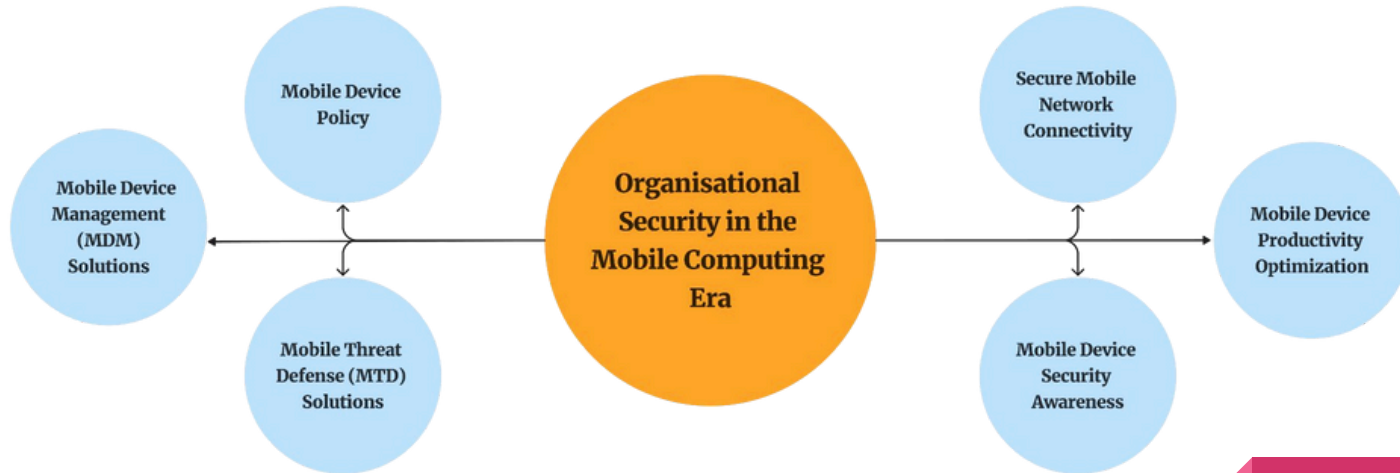 Mobile Device
Policy
Mobile Device
Management
(MDM)
Solutions
Mobile Threat
Defense (MTD)
Solutions
Organisational
Security in the
Mobile Computing
Era
Secure Mobile
Network
Connectivity
Mobile Device
Productivity
Optimization
Mobile Device
Security
Awareness